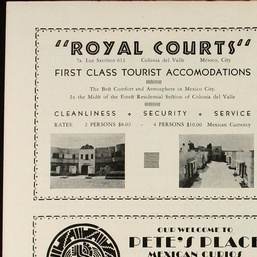 "ROYAL COURTS"
7a. Luz Saviñon 611 Colonia del Valle México, City
FIRST CLASS TOURIST ACCOMODATIONS
The Best Comfort and Atmosphere in Mexico City.
In the Midst of the Finest Residential Section of Colonia del Valle
CLEANLINESS + SECURITY + SERVICE
RATES: 2 PERSONS $8.00 - 4 PERSONS $10.00 Mexican Currency
OUR WELCOME TO
PETE'S PLACE
MEXICAN CURIOS